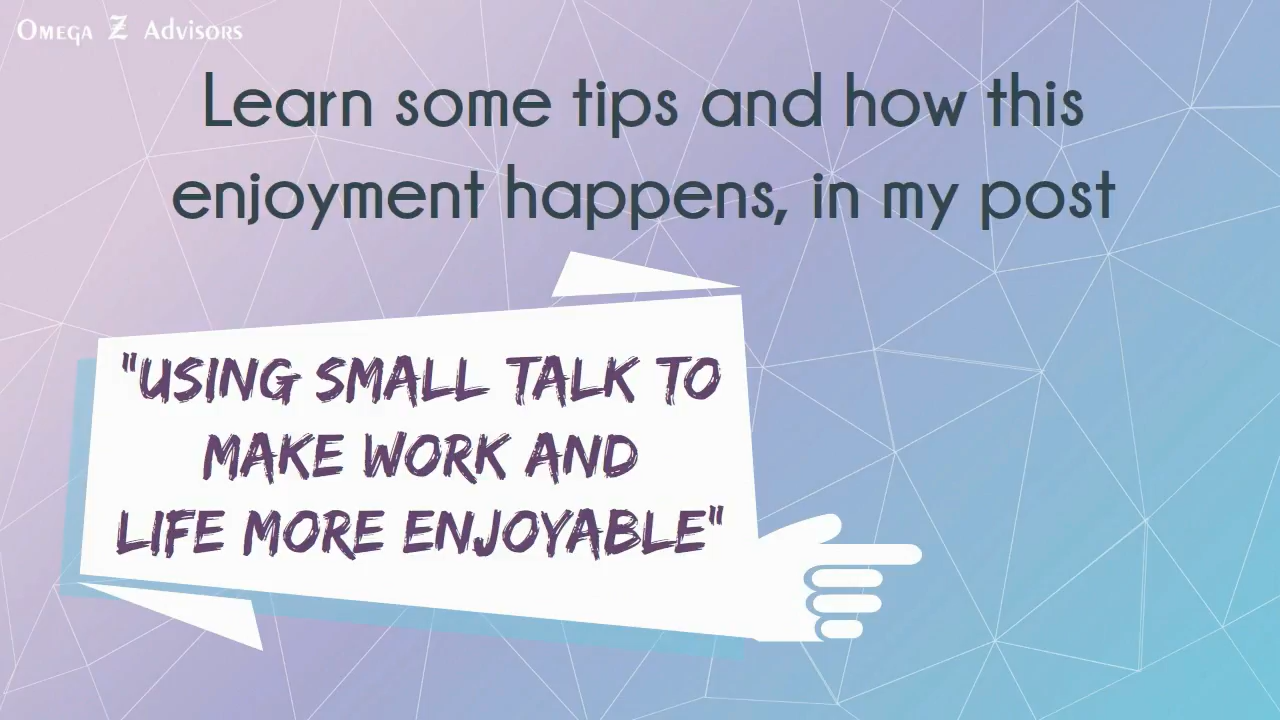 Omega Z Advisors
Learn some tips and how this
enjoyment happens, in my post
"USING SMALL TALK TO
MAKE WORK AND
LIFE MORE ENJOYABLE"